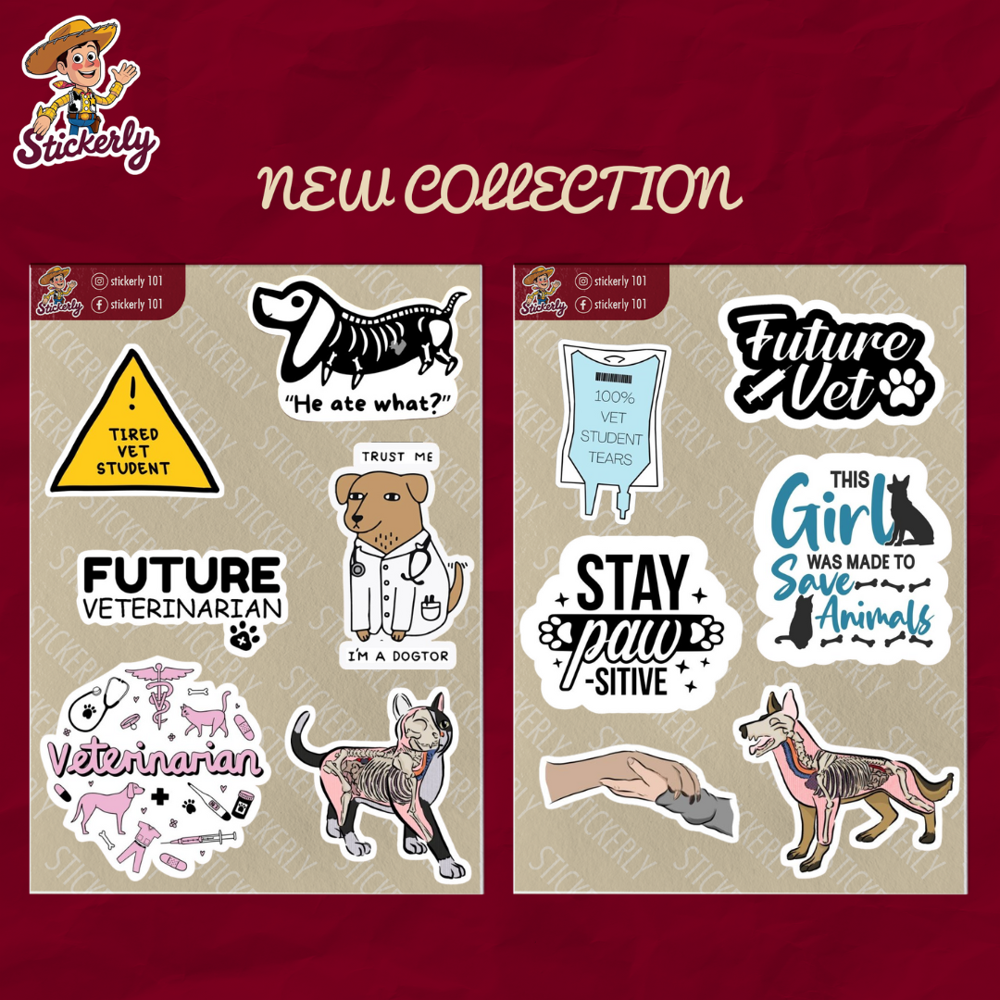 Stickerly
NEW COLLECTION
Stickerly
stickerly 101
stickerly 101
"He ate what?"
!
TIRED
VET
STUDENT
TRUST ME
I'M A DOGTOR
FUTURE
VETERINARIAN
Veterinarian
Stickerly
stickerly 101
stickerly 101
Future
Vet
100%
VET
STUDENT
TEARS
THIS
Girl
WAS MADE TO
Save
Animals
STAY
paw
-SITIVE
STICKERLY